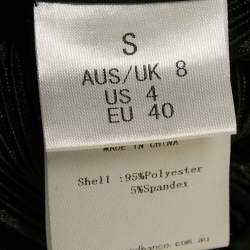 S
AUS/UK 8
US 4
EU 40
MADE IN CHINA
Shell :95%Polyester
5%Spandex